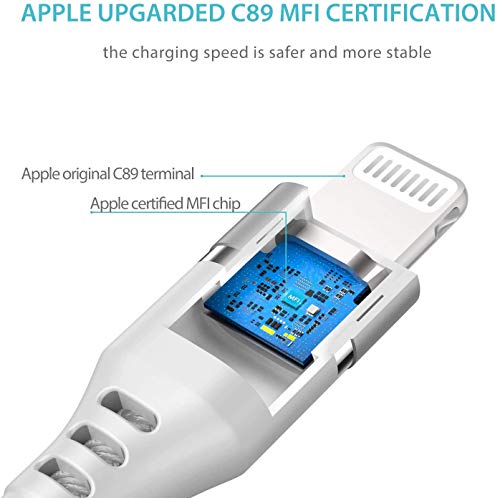 APPLE UPGARDED C89 MFI CERTIFICATION
the charging speed is safer and more stable
Apple original C89 terminal
Apple certified MFI chip
MFI